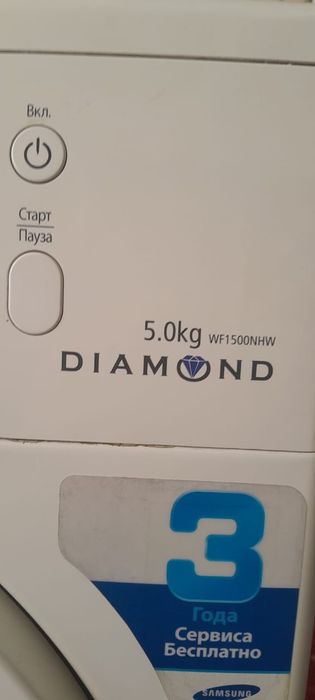 Вкл.
Старт
Пауза
5.0kg WF1500NHW
DIAMOND
3
Года
Сервиса
Бесплатно
SAMSUNG